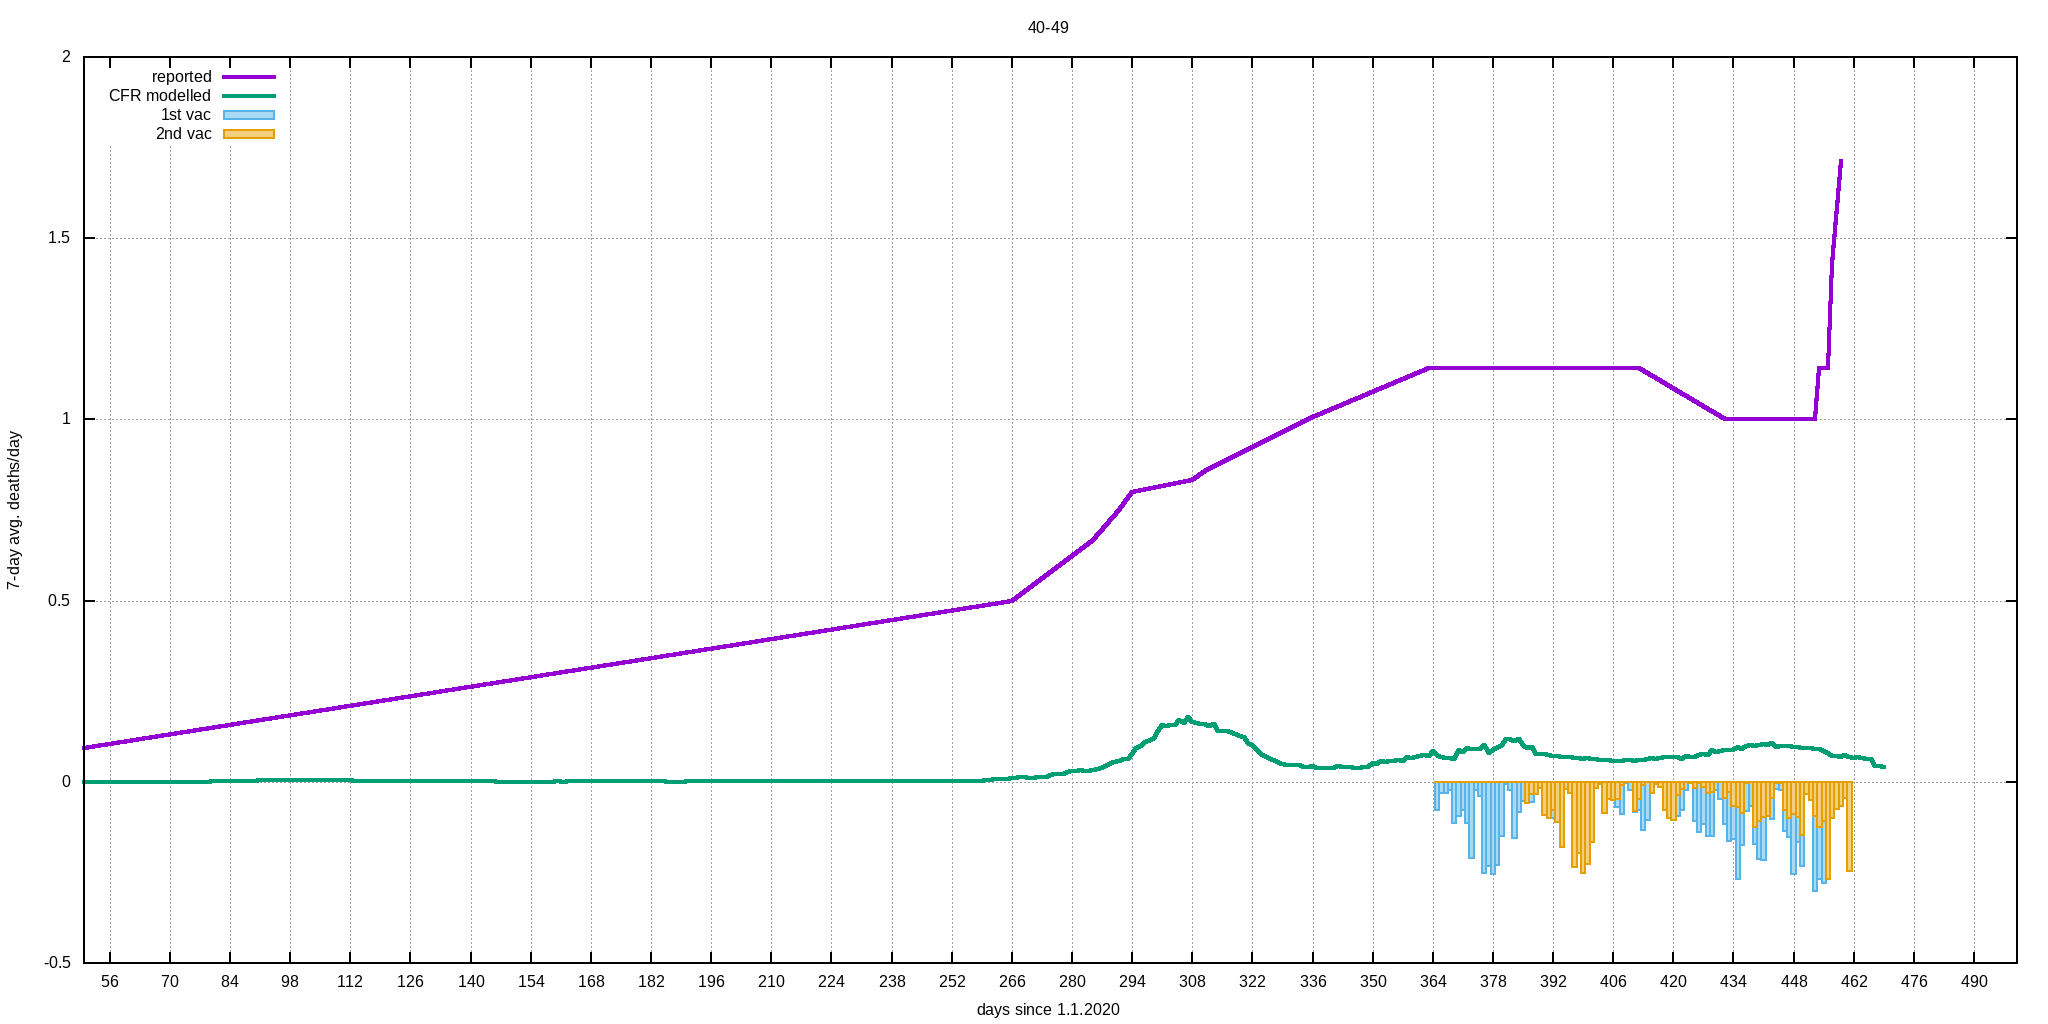 40-49
2
reported
CFR modelled
1st vac
2nd vac
1.5
1
0.5
0
-0.5
7-day avg. deaths/day
56 70 84 98 112 126 140 154 168 182 196 210 224 238 252 266 280 294 308 322 336 350 364 378 392 406 420 434 448 462 476 490
days since 1.1.2020